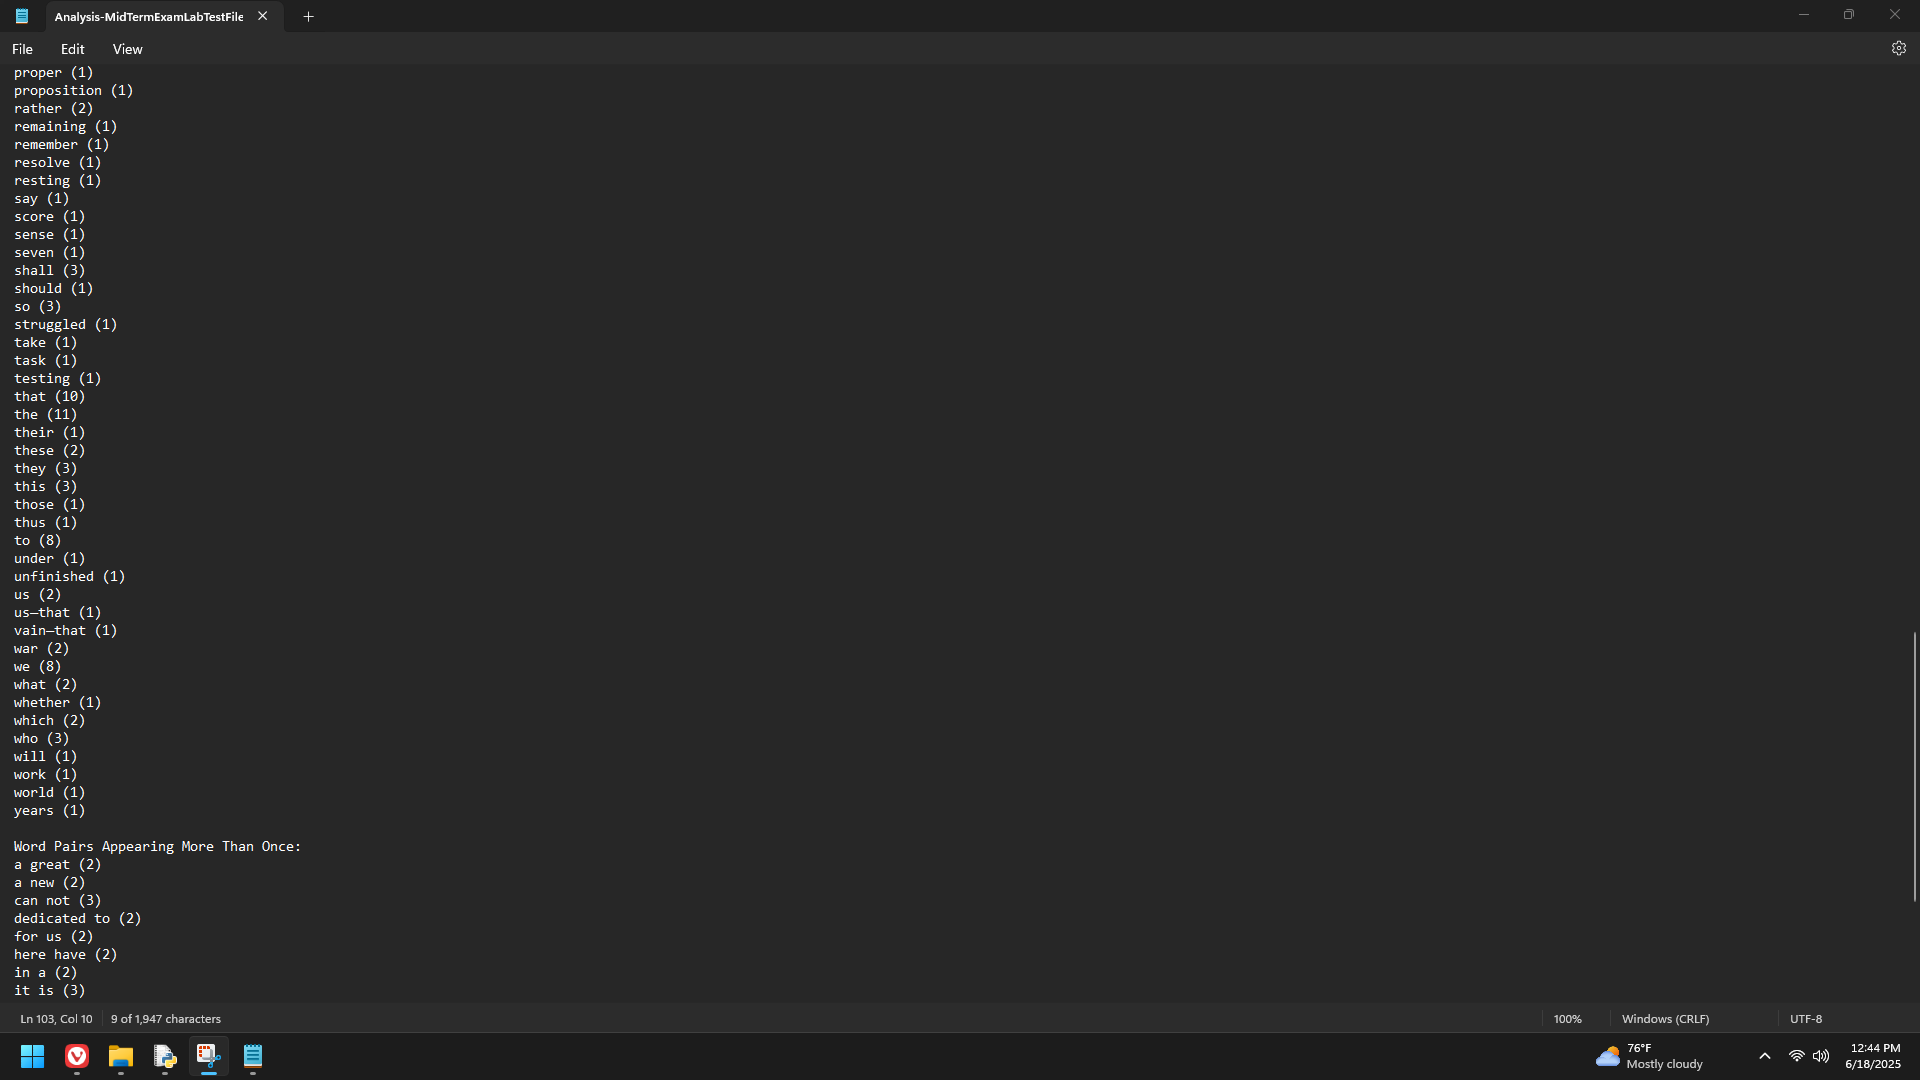 Analysis-MidTermExamLabTestFile
File Edit View
proper (1)
proposition (1)
rather (2)
remaining (1)
remember (1)
resolve (1)
resting (1)
say (1)
score (1)
sense (1)
seven (1)
shall (3)
should (1)
so (3)
struggled (1)
take (1)
task (1)
testing (1)
that (10)
the (11)
their (1)
these (2)
they (3)
this (3)
those (1)
thus (1)
to (8)
under (1)
unfinished (1)
us (2)
us—that (1)
vain—that (1)
war (2)
we (8)
what (2)
whether (1)
which (2)
who (3)
will (1)
work (1)
world (1)
years (1)
Word Pairs Appearing More Than Once:
a great (2)
a new (2)
can not (3)
dedicated to (2)
for us (2)
here have (2)
in a (2)
it is (3)
Ln 103, Col 10 9 of 1,947 characters 100% Windows (CRLF) UTF-8
76°F
Mostly cloudy
12:44 PM
6/18/2025